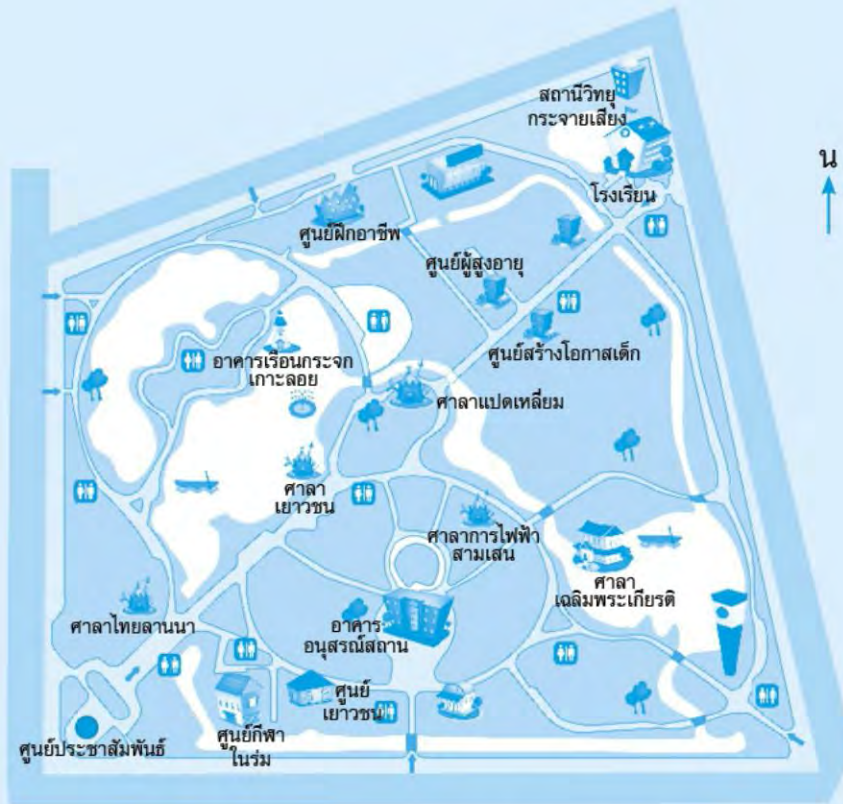 สถานีวิทยุ
กระจายเสียง
น
โรงเรียน
ศูนย์ฝึกอาชีพ
ศูนย์ผู้สูงอายุ
ศูนย์สร้างโอกาสเด็ก
อาคารเรือนกระจก
เกาะลอย
ศาลาแปดเหลี่ยม
ศาลา
เยาวชน
ศาลาการไฟฟ้า
สามเสน
ศาลา
เฉลิมพระเกียรติ
ศาลาไทยลานนา
อาคาร
อนุสรณ์สถาน
ศูนย์
เยาวชน
ศูนย์กีฬา
ในร่ม
ศูนย์ประชาสัมพันธ์